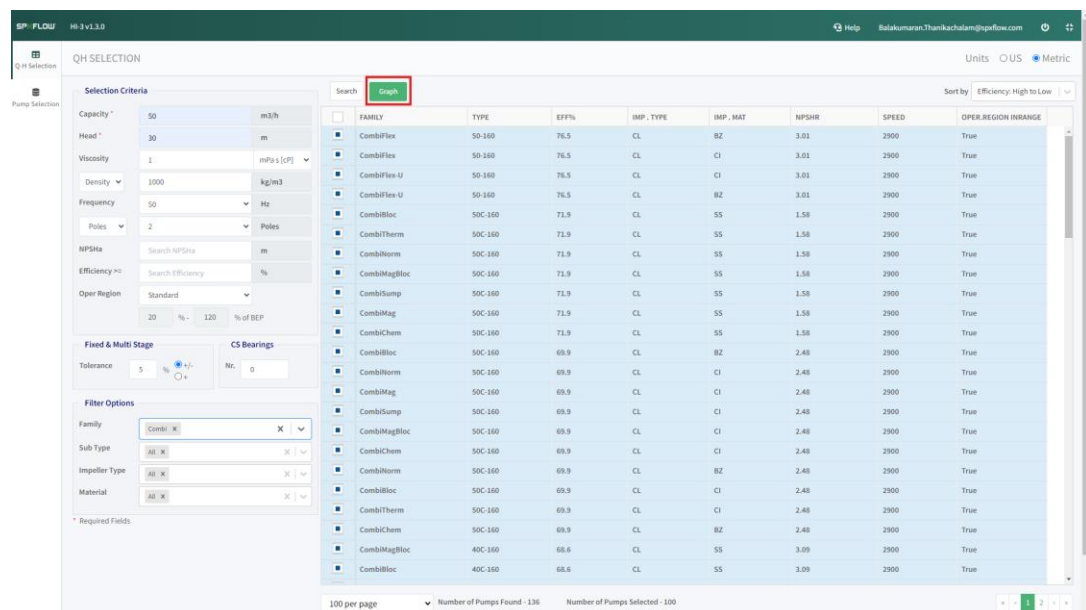 SPXFLOW HI-3 v1.3.0 Help Balakumaran.Thanikachalam@spxflow.com
Q-H Selection
Pump Selection
QH SELECTION Units US Metric
Selection Criteria
Capacity * 50 m3/h
Head * 30 m
Viscosity 1 mPa s [cP]
Density 1000 kg/m3
Frequency 50 Hz
Poles 2 Poles
NPSHa Search NPSHa m
Efficiency >= Search Efficiency %
Oper Region Standard
20 % - 120 % of BEP
Fixed & Multi Stage CS Bearings
Tolerance 5 % +/- Nr. 0
+
Filter Options
Family Combi x
Sub Type All x
Impeller Type All x
Material All x
* Required Fields
Search Graph Sort by Efficiency: High to Low
FAMILY TYPE EFF% IMP . TYPE IMP . MAT NPSHR SPEED OPER.REGION INRANGE
CombiFlex 50-160 76.5 CL BZ 3.01 2900 True
CombiFlex 50-160 76.5 CL CI 3.01 2900 True
CombiFlex-U 50-160 76.5 CL CI 3.01 2900 True
CombiFlex-U 50-160 76.5 CL BZ 3.01 2900 True
CombiBloc 50C-160 71.9 CL SS 1.58 2900 True
CombiTherm 50C-160 71.9 CL SS 1.58 2900 True
CombiNorm 50C-160 71.9 CL SS 1.58 2900 True
CombiMagBloc 50C-160 71.9 CL SS 1.58 2900 True
CombiSump 50C-160 71.9 CL SS 1.58 2900 True
CombiMag 50C-160 71.9 CL SS 1.58 2900 True
CombiChem 50C-160 71.9 CL SS 1.58 2900 True
CombiBloc 50C-160 69.9 CL BZ 2.48 2900 True
CombiNorm 50C-160 69.9 CL CI 2.48 2900 True
CombiMag 50C-160 69.9 CL CI 2.48 2900 True
CombiSump 50C-160 69.9 CL CI 2.48 2900 True
CombiMagBloc 50C-160 69.9 CL CI 2.48 2900 True
CombiChem 50C-160 69.9 CL CI 2.48 2900 True
CombiNorm 50C-160 69.9 CL BZ 2.48 2900 True
CombiBloc 50C-160 69.9 CL CI 2.48 2900 True
CombiTherm 50C-160 69.9 CL CI 2.48 2900 True
CombiChem 50C-160 69.9 CL BZ 2.48 2900 True
CombiMagBloc 40C-160 68.6 CL SS 3.09 2900 True
CombiBloc 40C-160 68.6 CL SS 3.09 2900 True
100 per page Number of Pumps Found - 136 Number of Pumps Selected - 100 « ‹ 1 2 › »